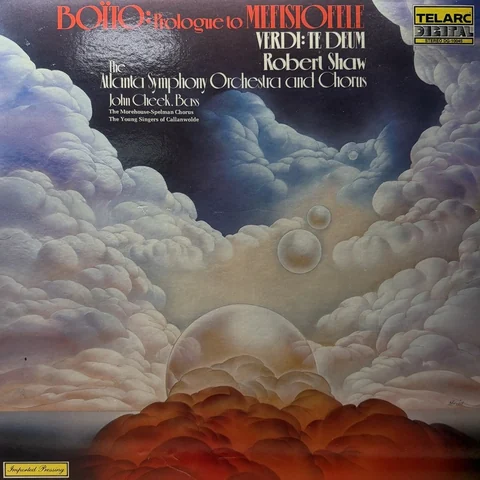 BOÏTO: Prologue to MEFISTOFELE
VERDI: TE DEUM
Robert Shaw
The
Atlanta Symphony Orchestra and Chorus
John Cheek, Bass
The Morehouse-Spelman Chorus
The Young Singers of Callanwolde
TELARC
DIGITAL
Imported Pressing